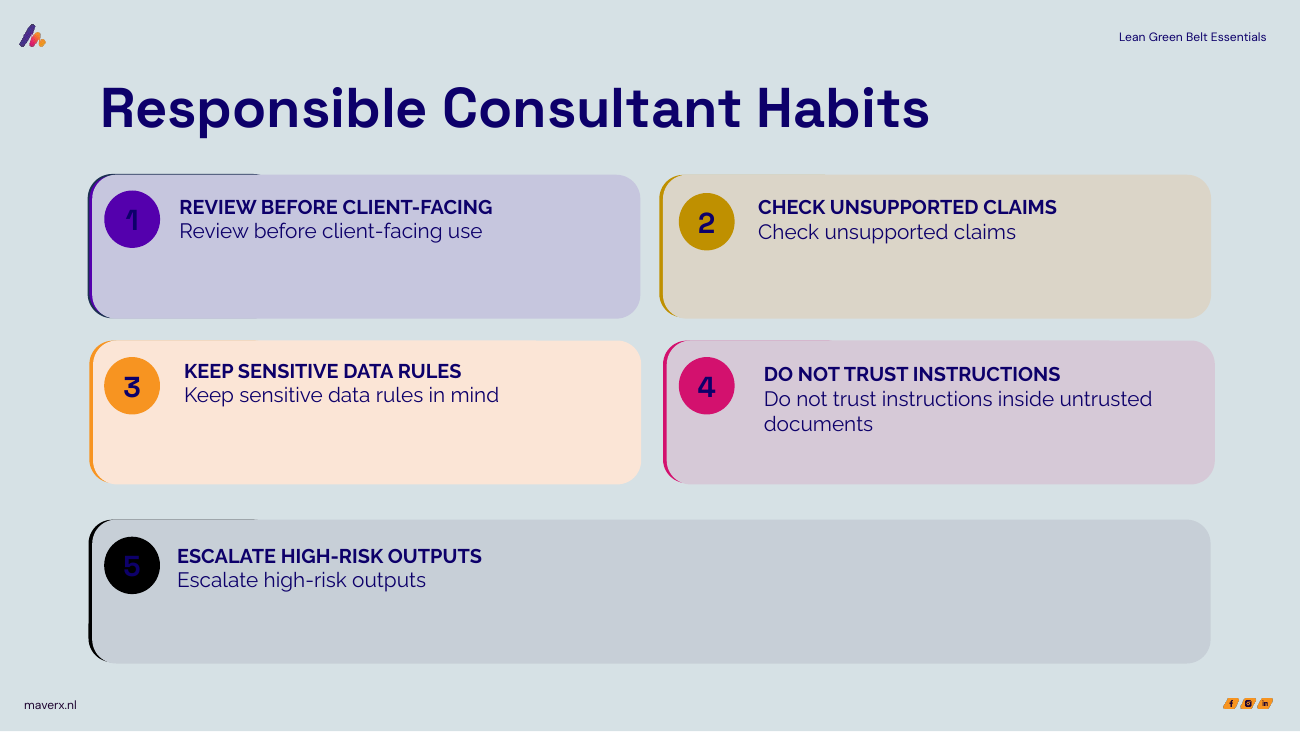 Lean Green Belt Essentials
Responsible Consultant Habits
1
REVIEW BEFORE CLIENT-FACING
Review before client-facing use
2
CHECK UNSUPPORTED CLAIMS
Check unsupported claims
3
KEEP SENSITIVE DATA RULES
Keep sensitive data rules in mind
4
DO NOT TRUST INSTRUCTIONS
Do not trust instructions inside untrusted
documents
5
ESCALATE HIGH-RISK OUTPUTS
Escalate high-risk outputs
maverx.nl